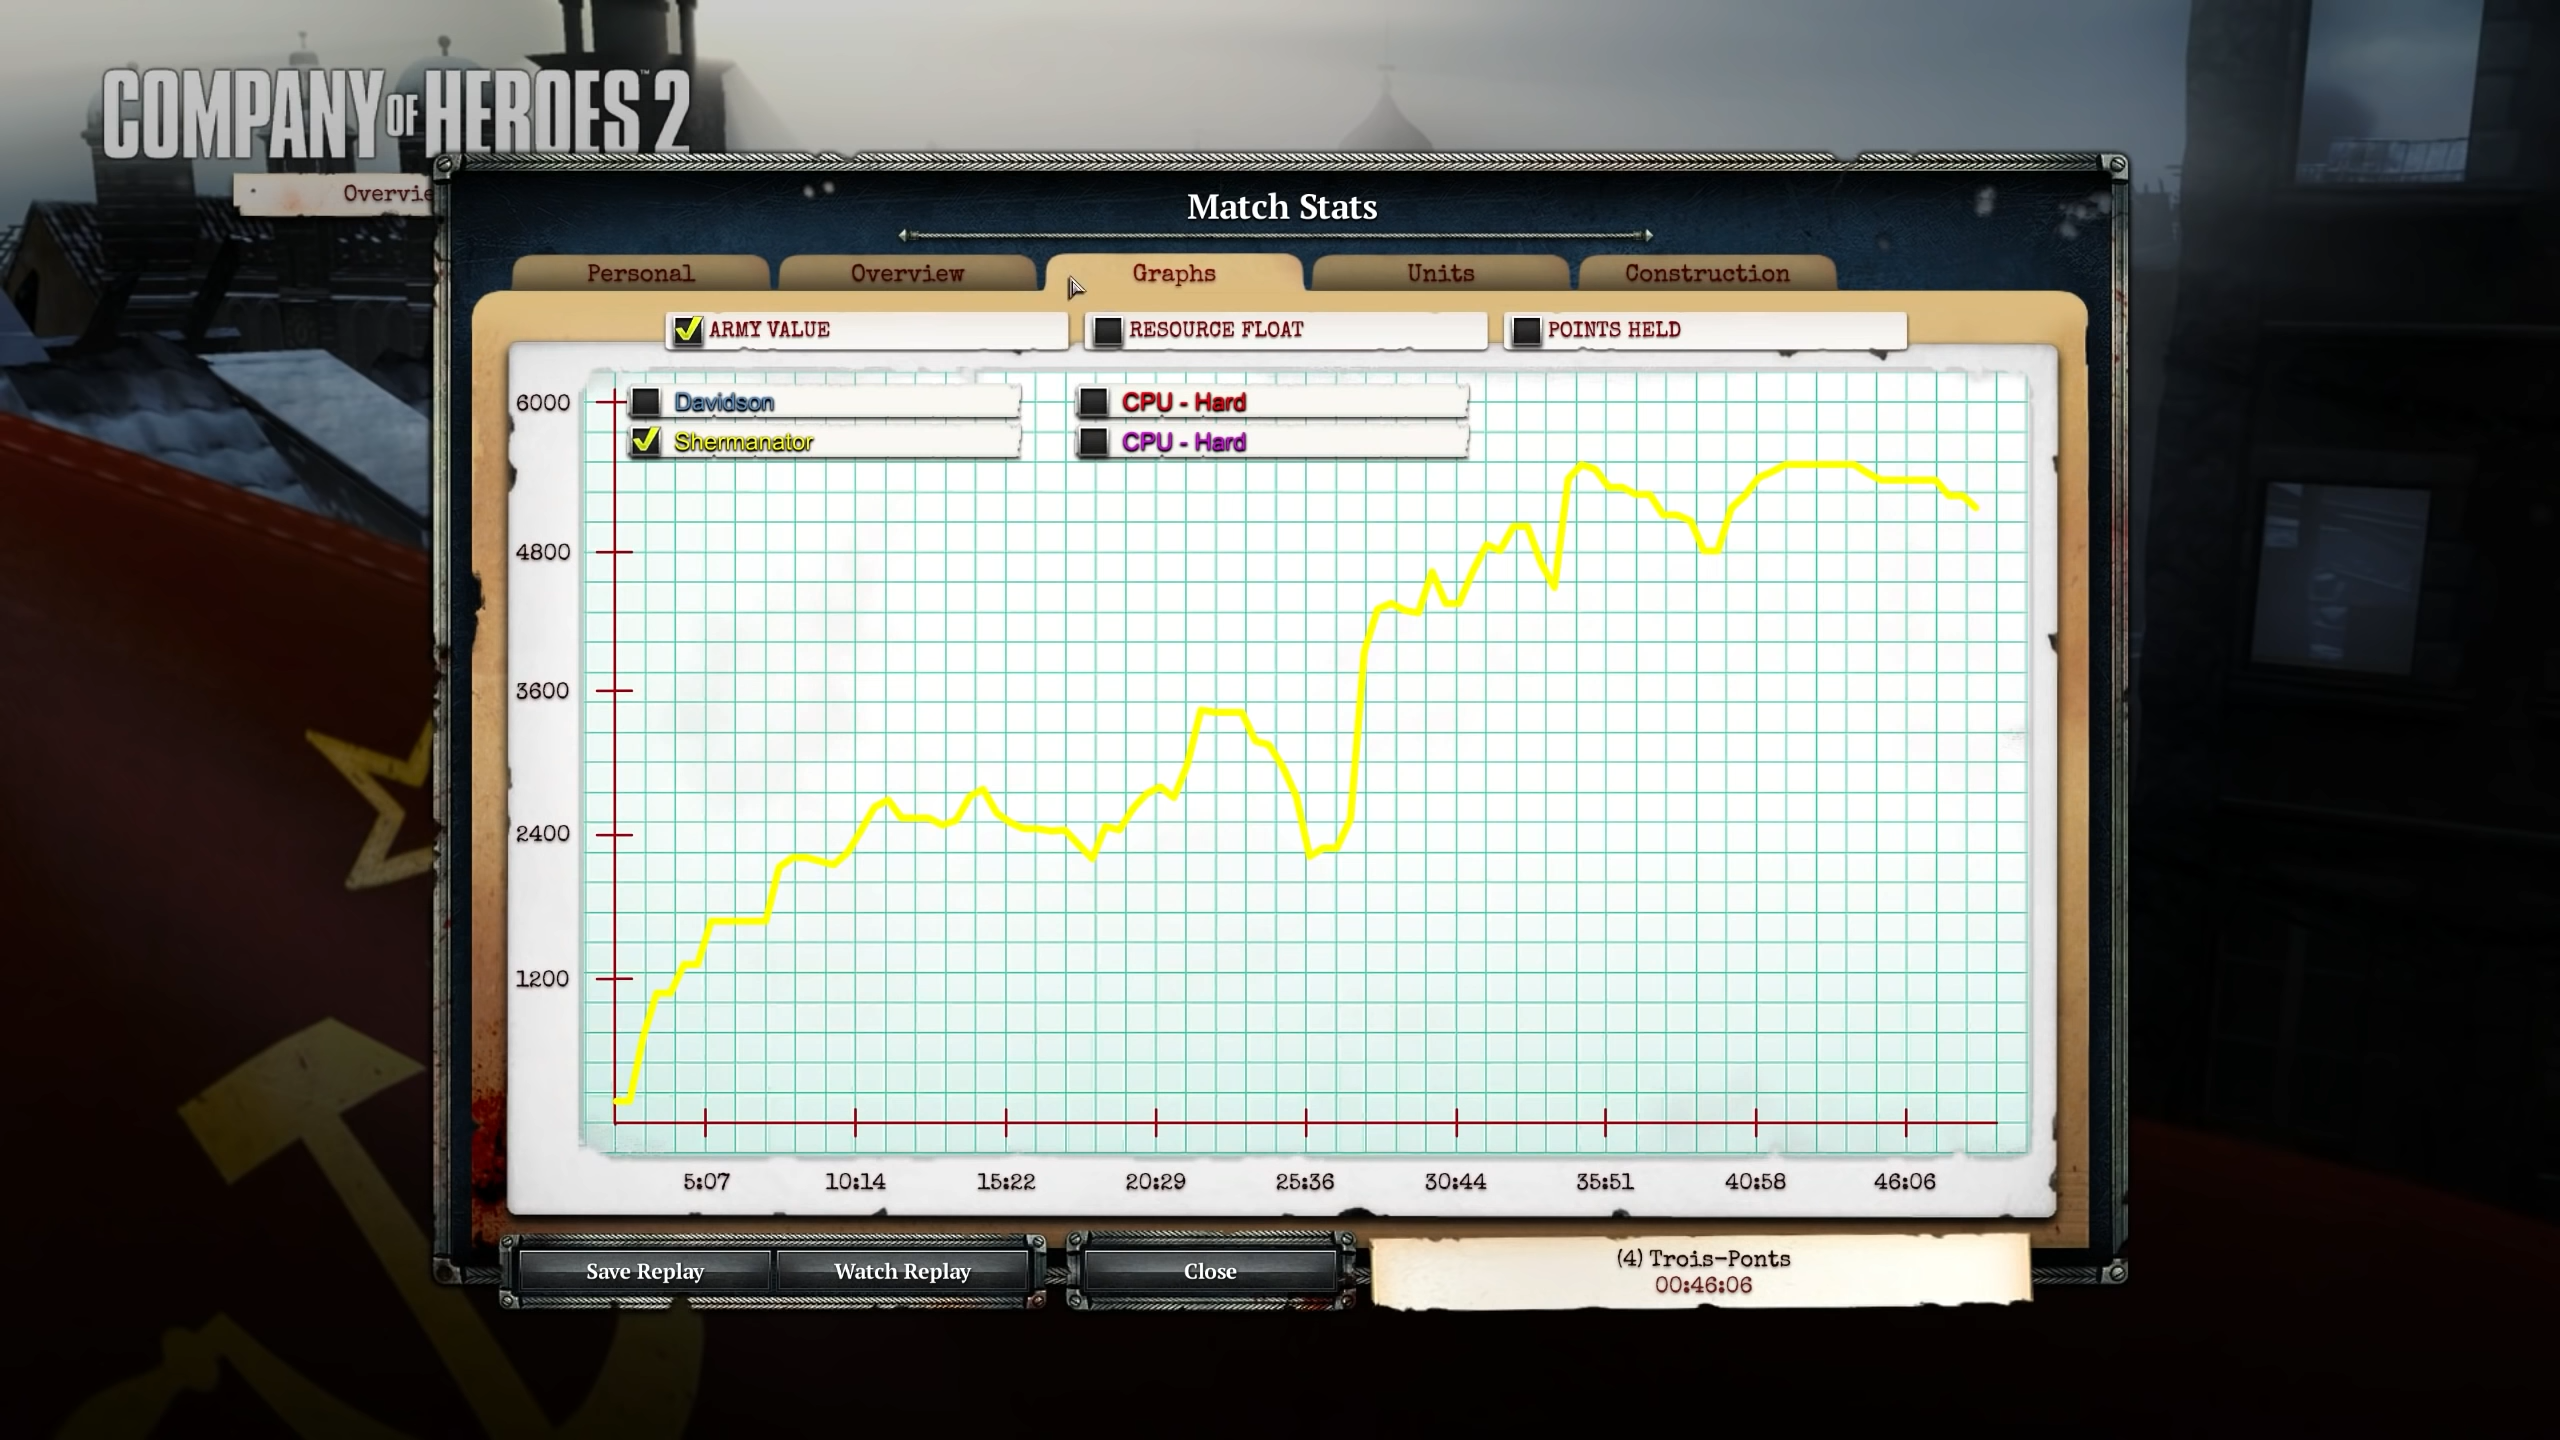 COMPANY OF HEROES 2™
Overvie
Match Stats
Personal Overview Graphs Units Construction
ARMY VALUE RESOURCE FLOAT POINTS HELD
Davidson CPU - Hard
Shermanator CPU - Hard
6000
4800
3600
2400
1200
5:07 10:14 15:22 20:29 25:36 30:44 35:51 40:58 46:06
Save Replay Watch Replay Close
(4) Trois-Ponts
00:46:06